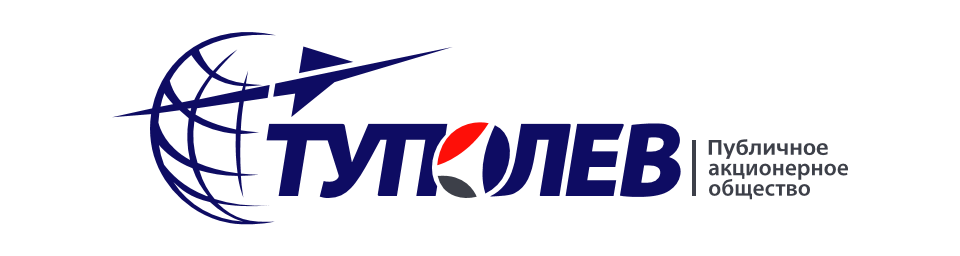 ТУПОЛЕВ
Публичное
акционерное
общество